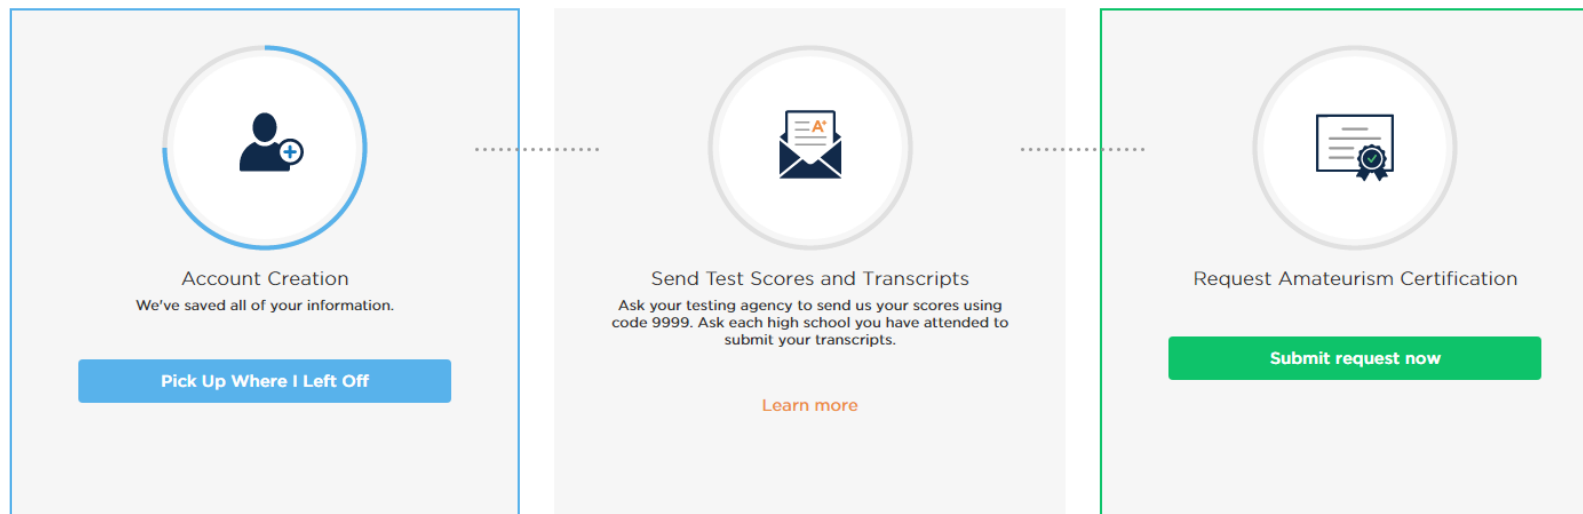 Account Creation
We've saved all of your information.
Pick Up Where I Left Off
A+
Send Test Scores and Transcripts
Ask your testing agency to send us your scores using
code 9999. Ask each high school you have attended to
submit your transcripts.
Learn more
Request Amateurism Certification
Submit request now